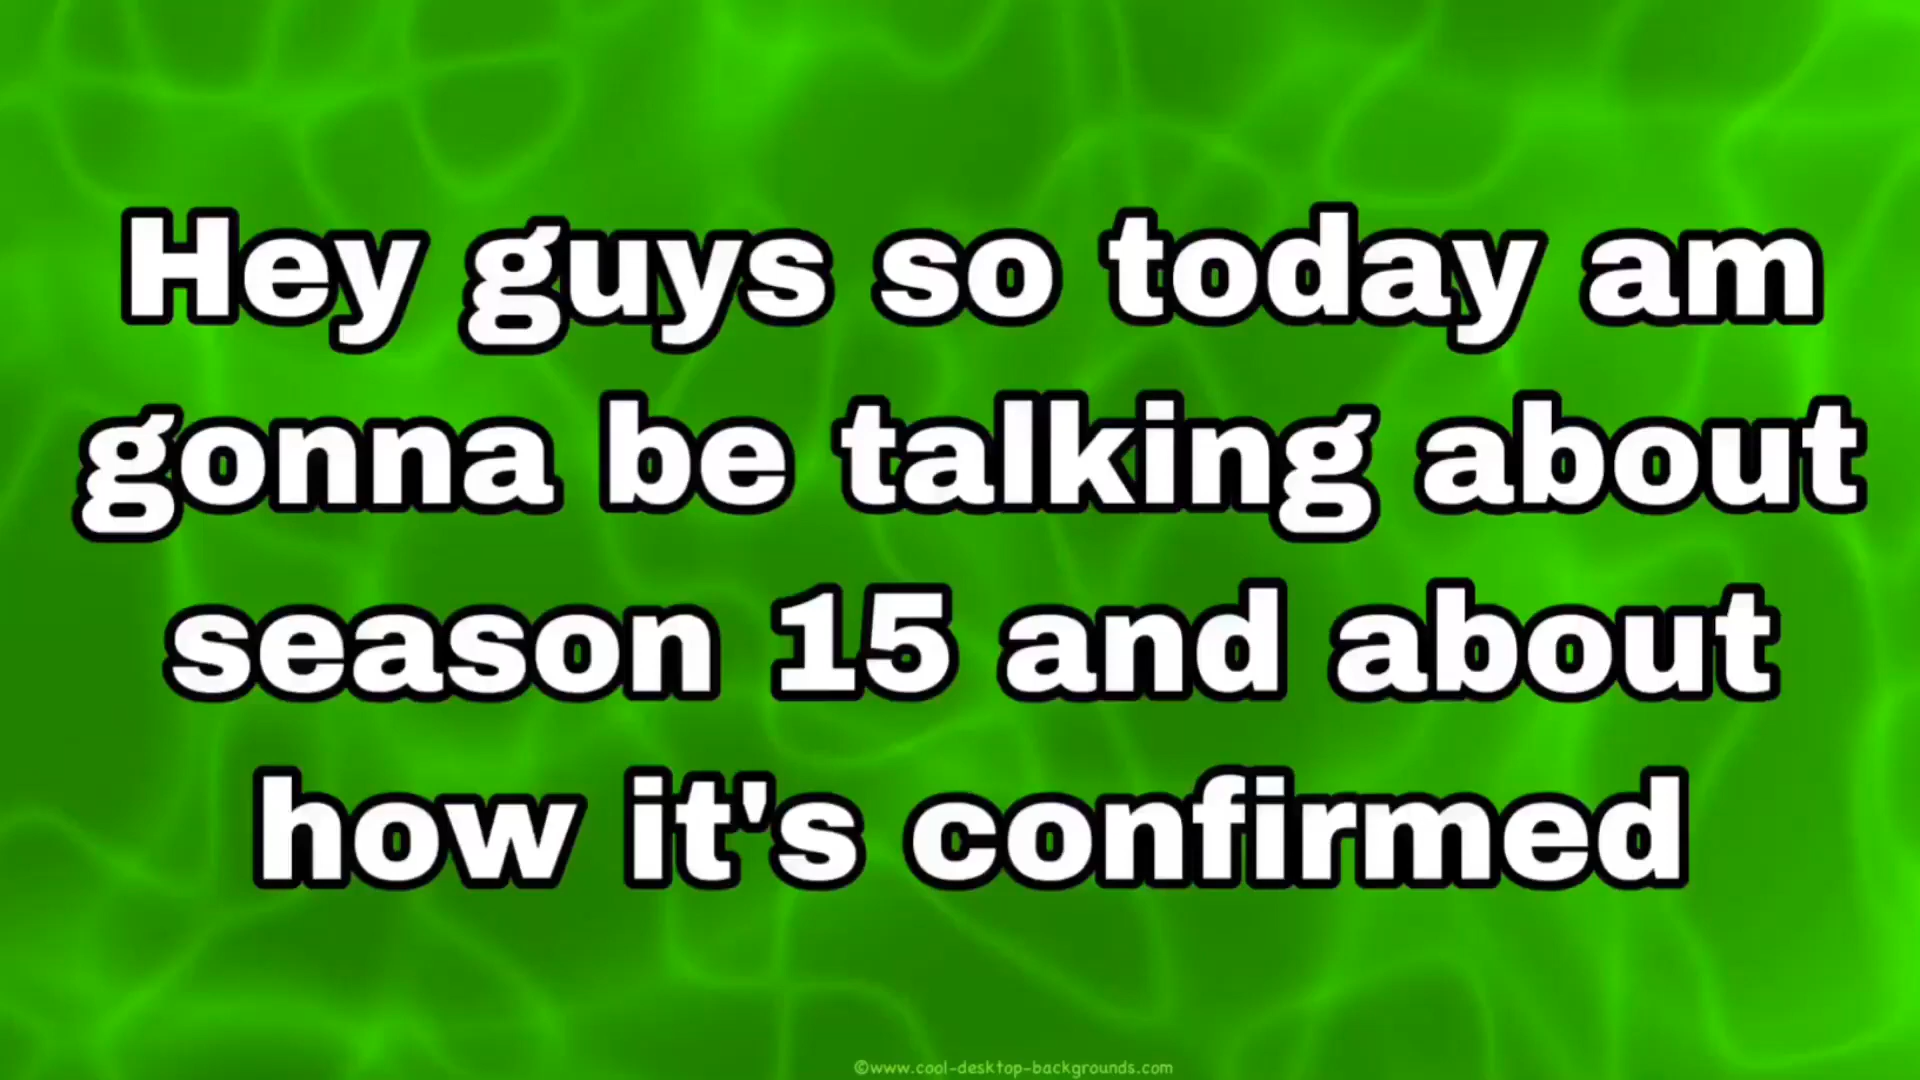 Hey guys so today am
gonna be talking about
season 15 and about
how it's confirmed
©www.cool-desktop-backgrounds.com